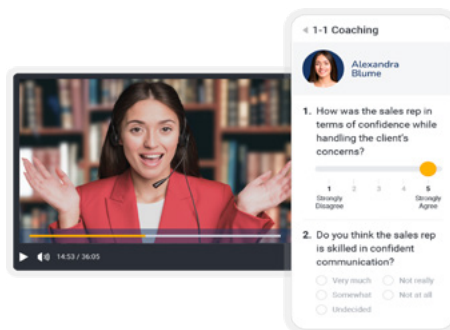 1-1 Coaching
Alexandra
Blume
1. How was the sales rep in
terms of confidence while
handling the client's
concerns?
1 2 3 4 5
Strongly Disagree
Strongly Agree
2. Do you think the sales rep
is skilled in confident
communication?
Very much Not really
Somewhat Not at all
Undecided
14:53 / 36:05